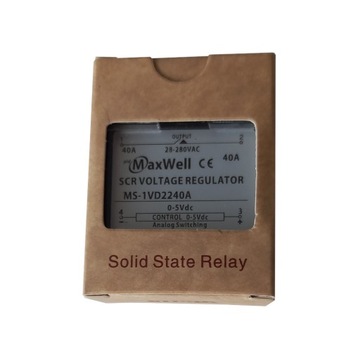 OUTPUT
40A 28-280VAC
MaxWell CE 40A
SCR VOLTAGE REGULATOR
MS-1VD2240A
0-5Vdc
CONTROL 0-5Vdc
Analog Switching
Solid State Relay